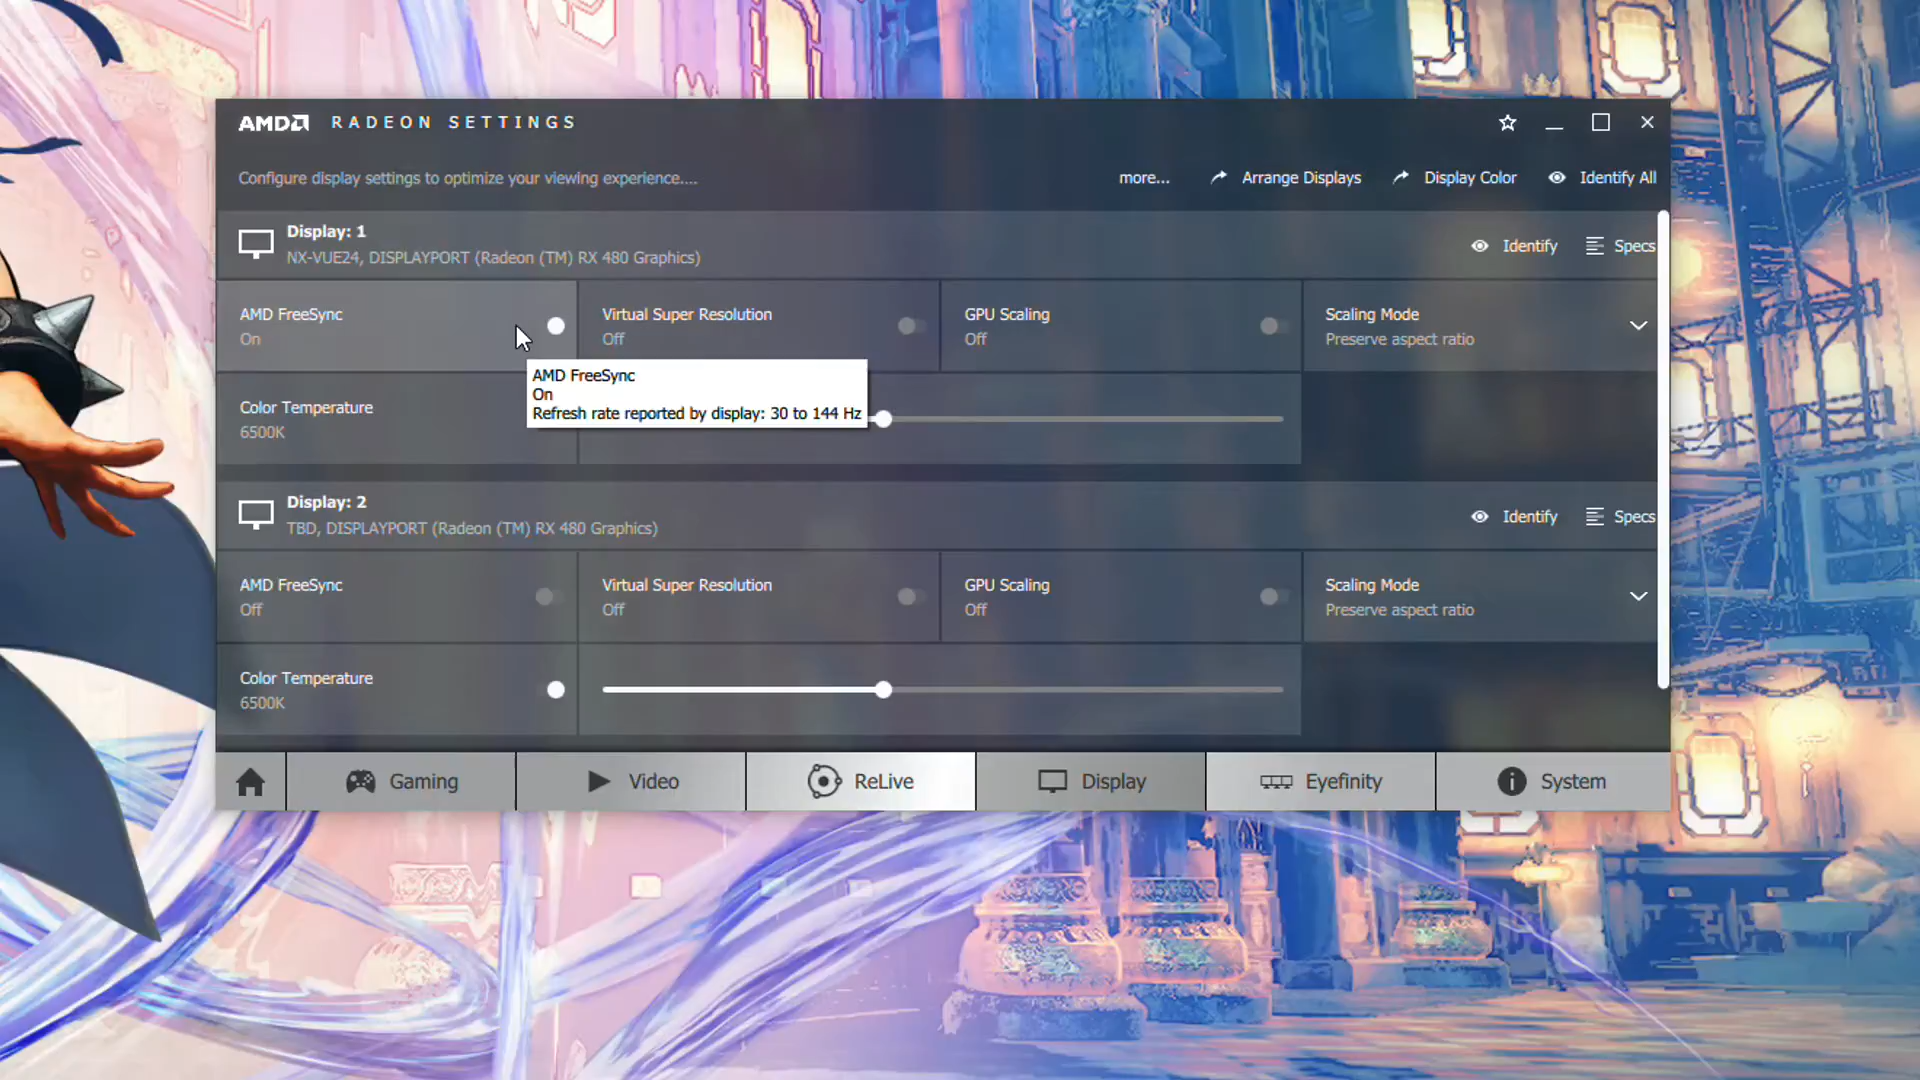 AMD RADEON SETTINGS
Configure display settings to optimize your viewing experience....
more...
Arrange Displays
Display Color
Identify All
Display: 1
NX-VUE24, DISPLAYPORT (Radeon (TM) RX 480 Graphics)
Identify
Specs
AMD FreeSync
On
Virtual Super Resolution
Off
GPU Scaling
Off
Scaling Mode
Preserve aspect ratio
AMD FreeSync
On
Refresh rate reported by display: 30 to 144 Hz
Color Temperature
6500K
Display: 2
TBD, DISPLAYPORT (Radeon (TM) RX 480 Graphics)
Identify
Specs
AMD FreeSync
Off
Virtual Super Resolution
Off
GPU Scaling
Off
Scaling Mode
Preserve aspect ratio
Color Temperature
6500K
Gaming
Video
ReLive
Display
Eyefinity
System